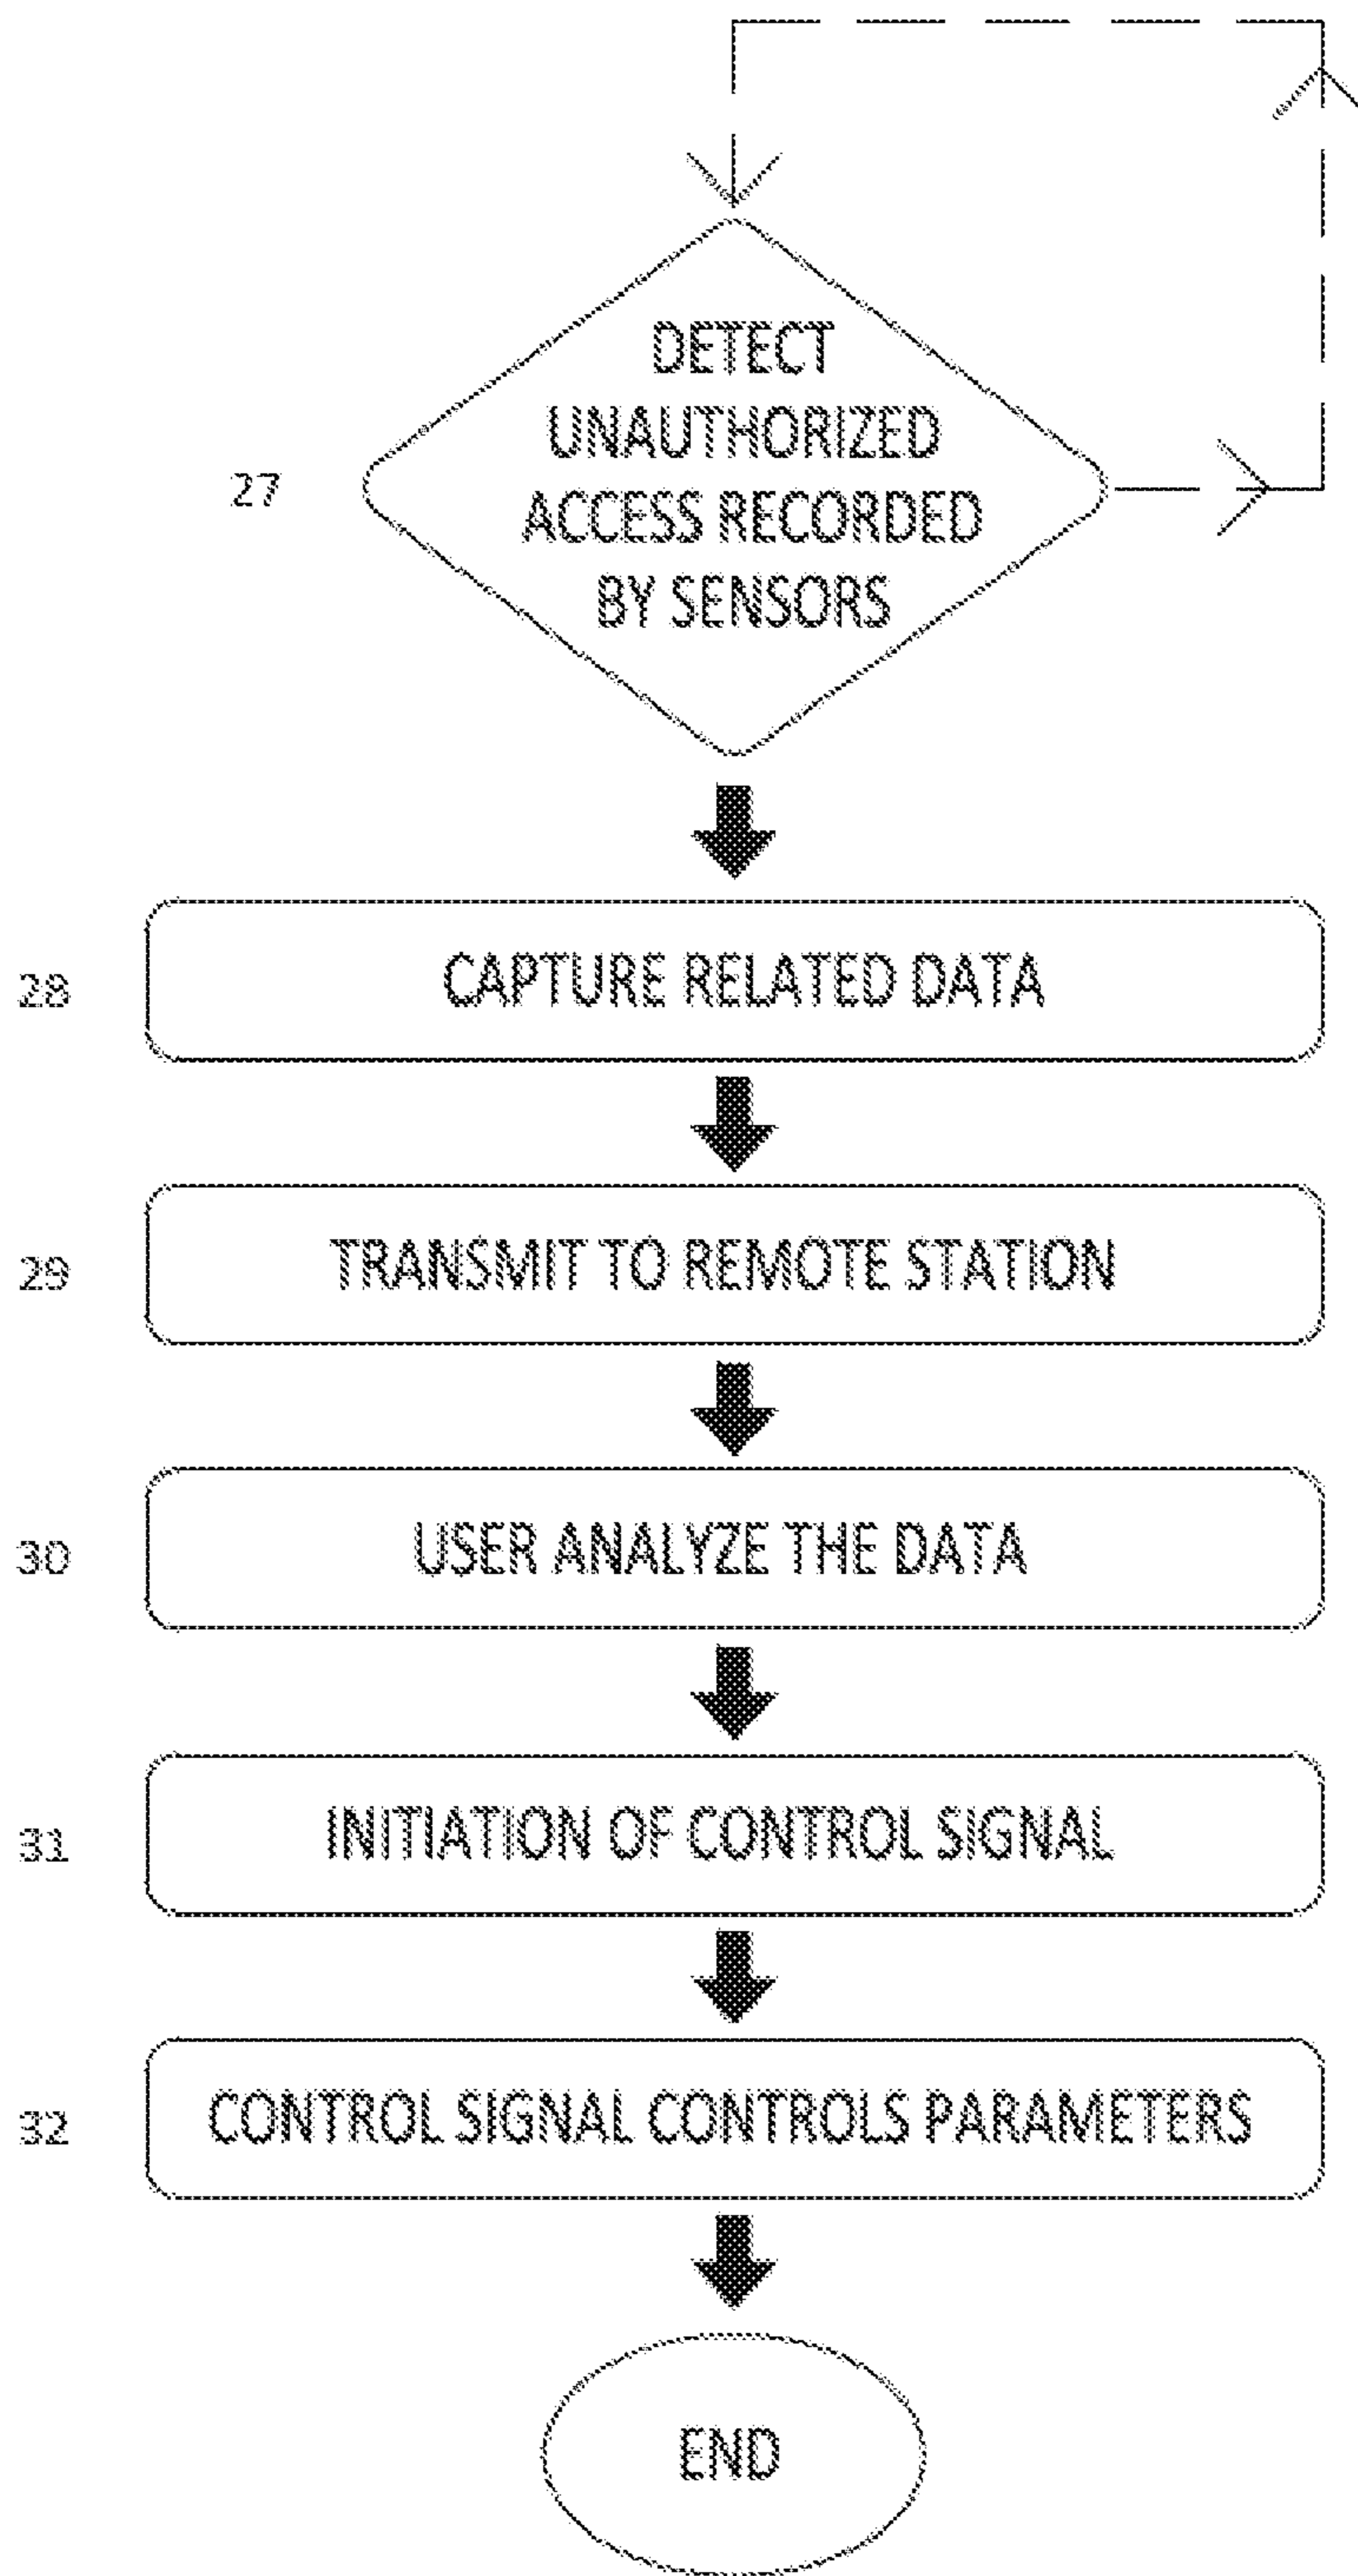 DETECT
UNAUTHORIZED
ACCESS RECORDED
BY SENSORS
27
CAPTURE RELATED DATA
28
TRANSMIT TO REMOTE STATION
29
USER ANALYZE THE DATA
30
INITIATION OF CONTROL SIGNAL
31
CONTROL SIGNAL CONTROLS PARAMETERS
32
END